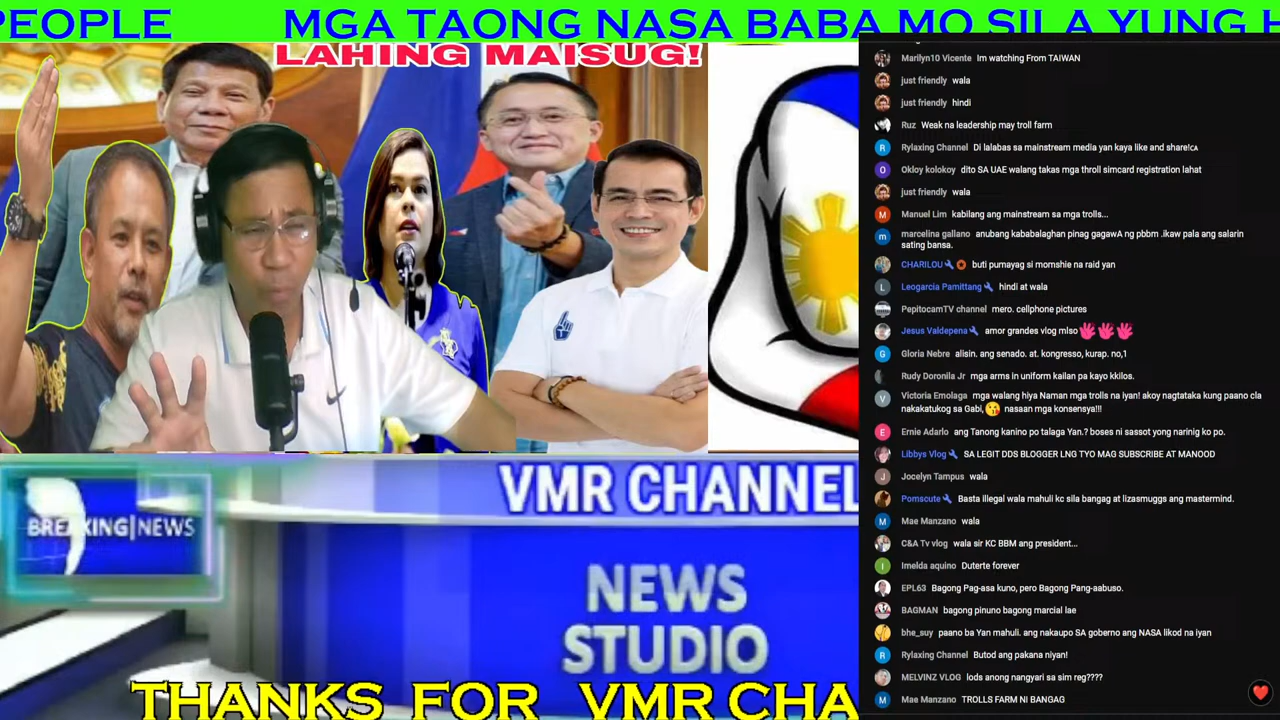 PEOPLE MGA TAONG NASA BABA MO SILA YUNG
LAHING MAISUG!
BREAKING|NEWS
VMR CHANNEL
NEWS
STUDIO
THANKS FOR VMR CHA
Marilyn10 Vicente Im watching From TAIWAN
just friendly wala
just friendly hindi
Ruz Weak na leadership may troll farm
Rylaxing Channel Di lalabas sa mainstream media yan kaya like and share!
Okloy kolokoy dito SA UAE walang takas mga throll simcard registration lahat
just friendly wala
Manuel Lim kabilang ang mainstream sa mga trolls...
marcelina gallano anubang kababalaghan pinag gagawA ng pbbm .ikaw pala ang salarin
sating bansa.
CHARILOU buti pumayag si momshie na raid yan
Leogarcia Pamittang hindi at wala
PepitocamTV channel mero. cellphone pictures
Jesus Valdepena amor grandes vlog mIso
Gloria Nebre alisin. ang senado. at. kongresso, kurap. no,1
Rudy Doronila Jr mga arms in uniform kailan pa kayo kkilos.
Victoria Emolaga mga walang hiya Naman mga trolls na iyan! akoy nagtataka kung paano cla
nakakatukog sa Gabi, 😘 nasaan mga konsensya!!!
Ernie Adarlo ang Tanong kanino po talaga Yan.? boses ni sassot yong narinig ko po.
Libbys Vlog SA LEGIT DDS BLOGGER LNG TYO MAG SUBSCRIBE AT MANOOD
Jocelyn Tampus wala
Pomscute Basta illegal wala mahuli kc sila bangag at lizasmuggs ang mastermind.
Mae Manzano wala
C&A Tv vlog wala sir KC BBM ang president...
Imelda aquino Duterte forever
EPL63 Bagong Pag-asa kuno, pero Bagong Pang-aabuso.
BAGMAN bagong pinuno bagong marcial lae
bhe_suy paano ba Yan mahuli. ang nakaupo SA goberno ang NASA likod na iyan
Rylaxing Channel Butod ang pakana niyan!
MELVINZ VLOG lods anong nangyari sa sim reg????
Mae Manzano TROLLS FARM NI BANGAG